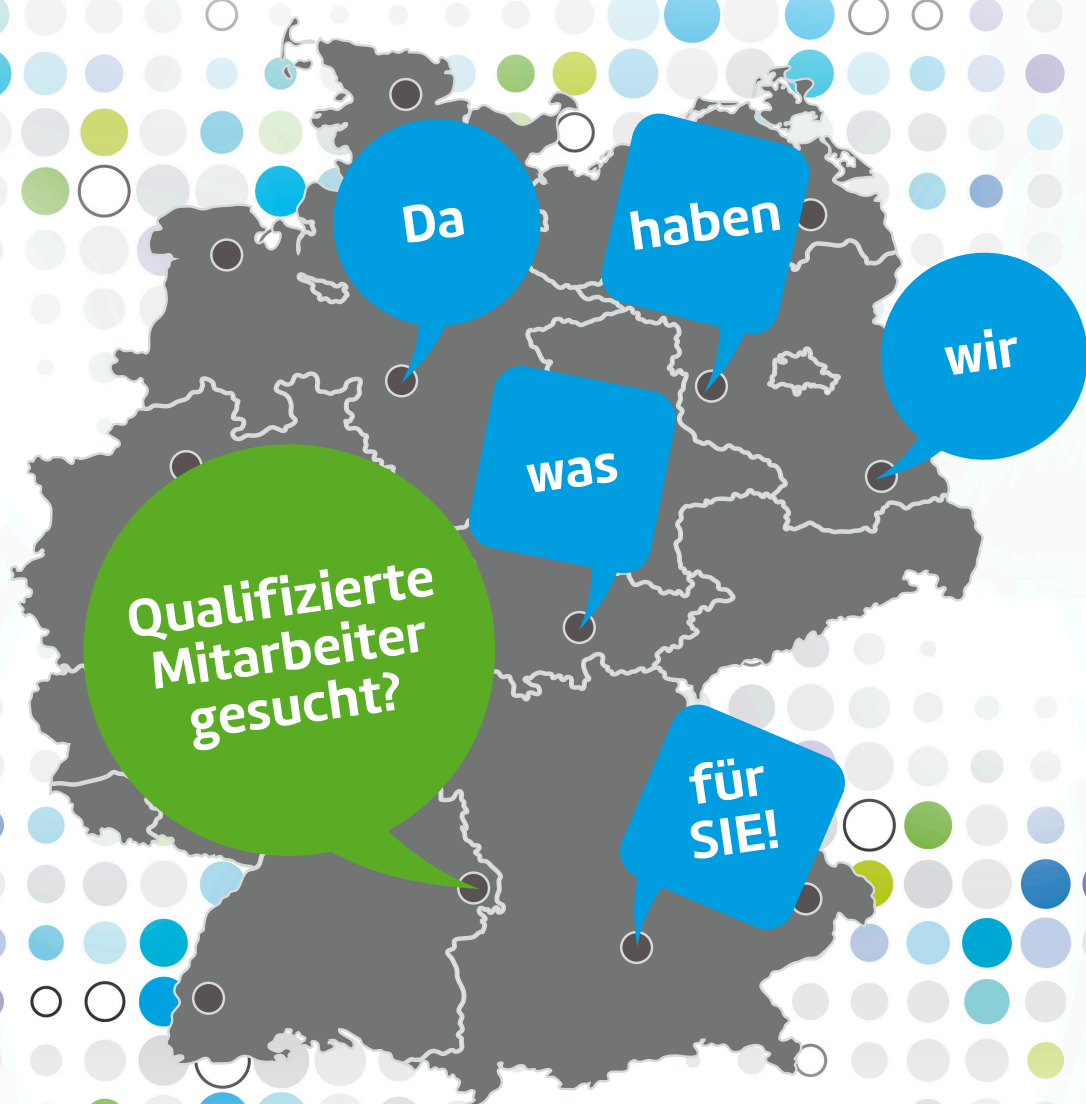 Qualifizierte
Mitarbeiter
gesucht?
Da
haben
wir
was
für
SIE!